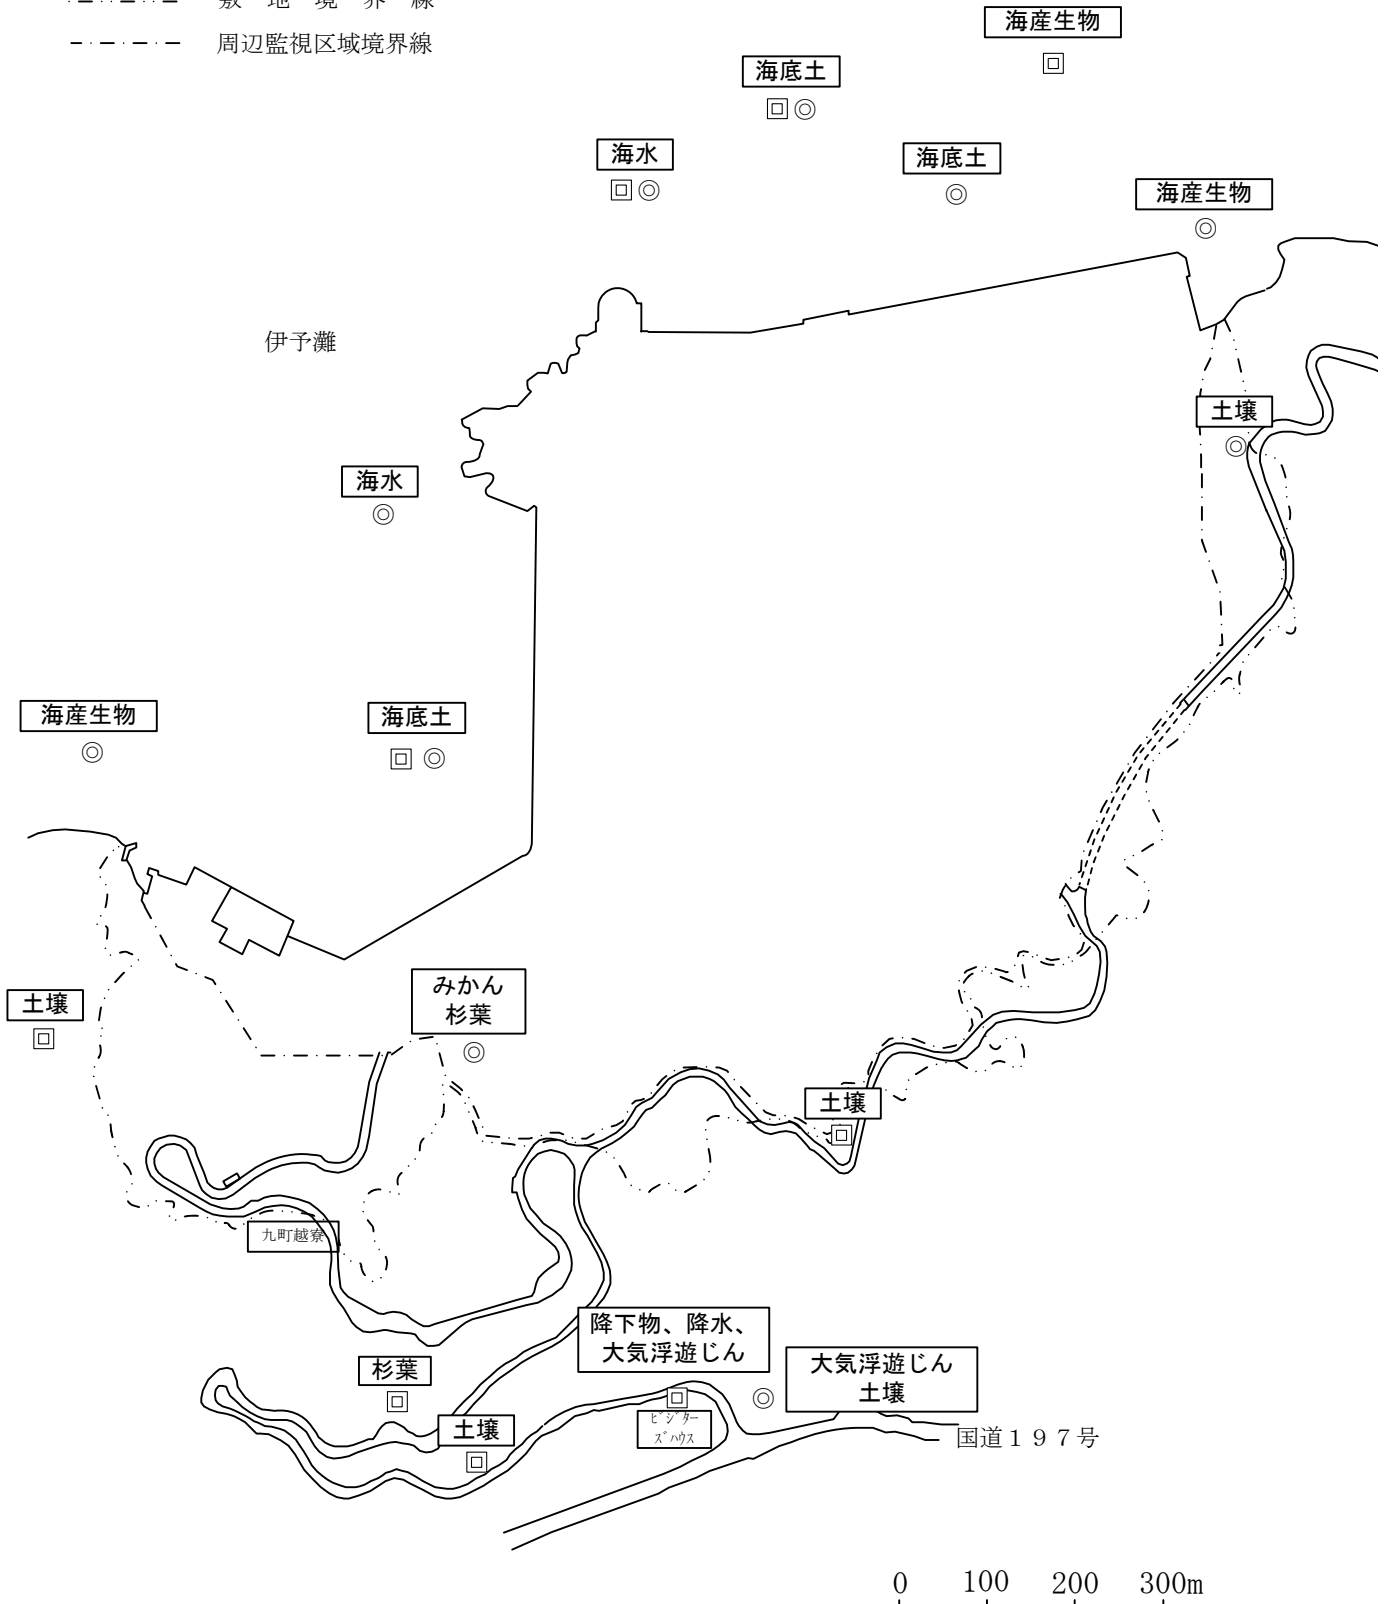 敷地境界線
周辺監視区域境界線
海産生物
海底土
海水
海底土
海産生物
伊予灘
土壌
海水
海産生物
海底土
みかん
杉葉
土壌
土壌
九町越寮
降下物、降水、
大気浮遊じん
大気浮遊じん
土壌
杉葉
土壌
ビジター
ズハウス
国道197号
0 100 200 300m